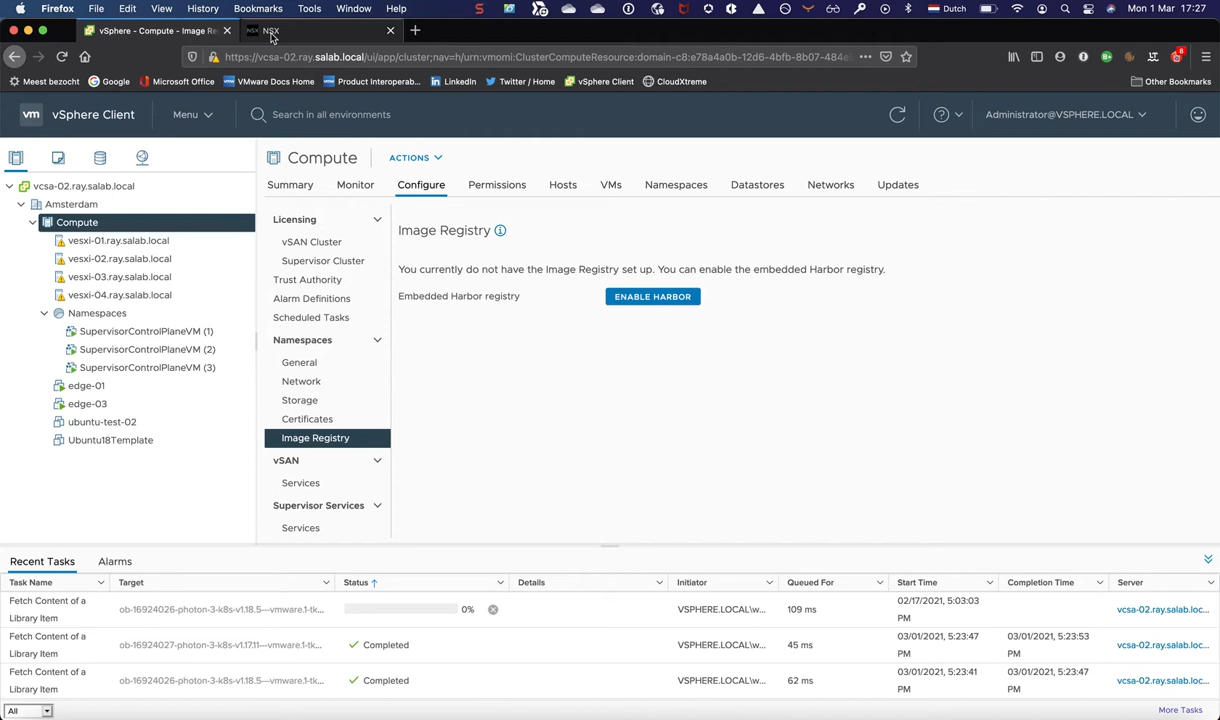 Firefox File Edit View History Bookmarks Tools Window Help Dutch Mon 1 Mar 17:27
vSphere - Compute - Image Re
NSX NSX
https://vcsa-02.ray.salab.local/ui/app/cluster;nav=h/urn:vmomi:ClusterComputeResource:domain-c8:e78a4a0b-12d6-4bfb-8b07-484e
8
Meest bezocht Google Microsoft Office VMware Docs Home Product Interoperab... LinkedIn Twitter / Home vSphere Client CloudXtreme Other Bookmarks
vm vSphere Client Menu Search in all environments Administrator@VSPHERE.LOCAL
Compute ACTIONS
Summary Monitor Configure Permissions Hosts VMs Namespaces Datastores Networks Updates
vcsa-02.ray.salab.local
Amsterdam
Compute
vesxi-01.ray.salab.local
vesxi-02.ray.salab.local
vesxi-03.ray.salab.local
vesxi-04.ray.salab.local
Namespaces
SupervisorControlPlaneVM (1)
SupervisorControlPlaneVM (2)
SupervisorControlPlaneVM (3)
edge-01
edge-03
ubuntu-test-02
Ubuntu18Template
Licensing
vSAN Cluster
Supervisor Cluster
Trust Authority
Alarm Definitions
Scheduled Tasks
Namespaces
General
Network
Storage
Certificates
Image Registry
vSAN
Services
Supervisor Services
Services
Image Registry
You currently do not have the Image Registry set up. You can enable the embedded Harbor registry.
Embedded Harbor registry ENABLE HARBOR
Recent Tasks Alarms
Task Name Target Status Details Initiator Queued For Start Time Completion Time Server
Fetch Content of a Library Item ob-16924026-photon-3-k8s-v1.18.5---vmware.1-tk... 0% VSPHERE.LOCAL\w... 109 ms 02/17/2021, 5:03:03 PM vcsa-02.ray.salab.loc...
Fetch Content of a Library Item ob-16924027-photon-3-k8s-v1.17.11---vmware.1-tk... Completed VSPHERE.LOCAL\w... 45 ms 03/01/2021, 5:23:47 PM 03/01/2021, 5:23:53 PM vcsa-02.ray.salab.loc...
Fetch Content of a Library Item ob-16924026-photon-3-k8s-v1.18.5---vmware.1-tk... Completed VSPHERE.LOCAL\w... 62 ms 03/01/2021, 5:23:41 PM 03/01/2021, 5:23:47 PM vcsa-02.ray.salab.loc...
All More Tasks